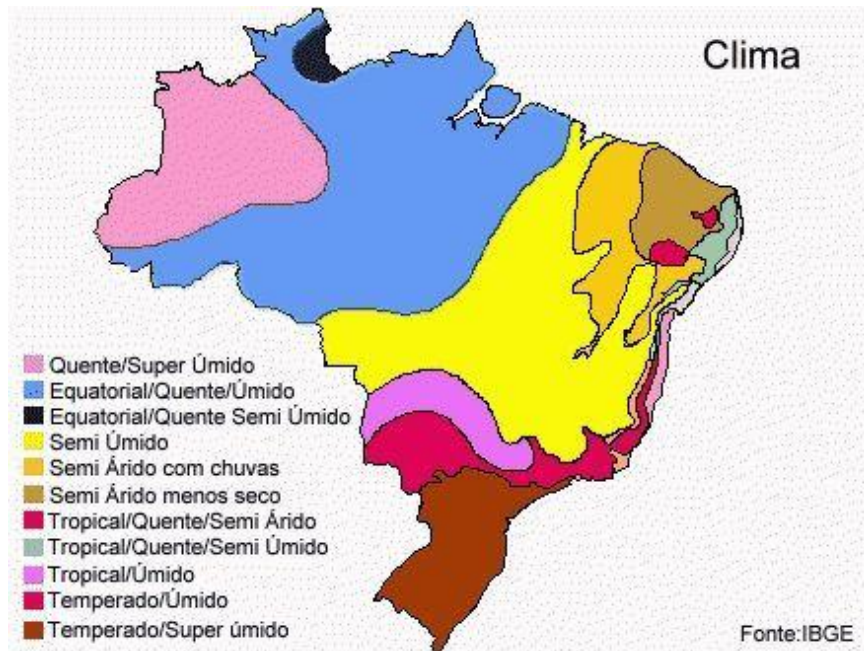 Clima
Quente/Super Úmido
Equatorial/Quente/Úmido
Equatorial/Quente Semi Úmido
Semi Úmido
Semi Árido com chuvas
Semi Árido menos seco
Tropical/Quente/Semi Árido
Tropical/Quente/Semi Úmido
Tropical/Úmido
Temperado/Úmido
Temperado/Super úmido
Fonte:IBGE